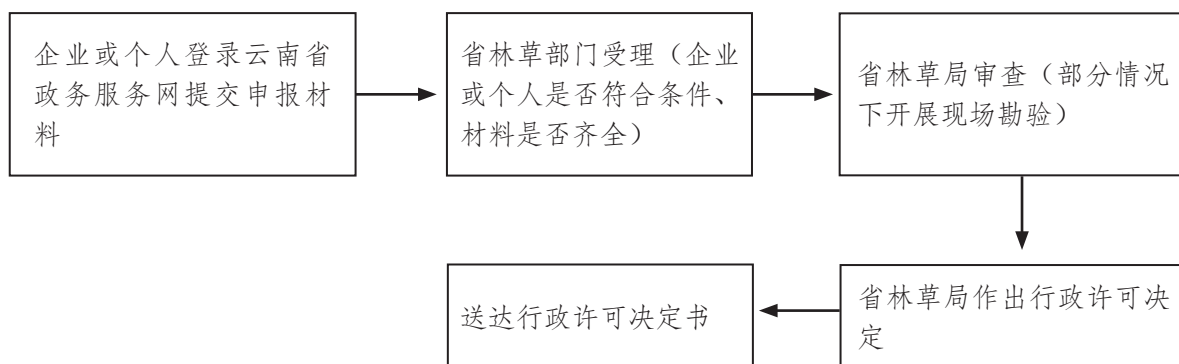 企业或个人登录云南省
政务服务网提交申报材
料
省林草部门受理（企业
或个人是否符合条件、
材料是否齐全）
省林草局审查（部分情况
下开展现场勘验）
省林草局作出行政许可决
定
送达行政许可决定书